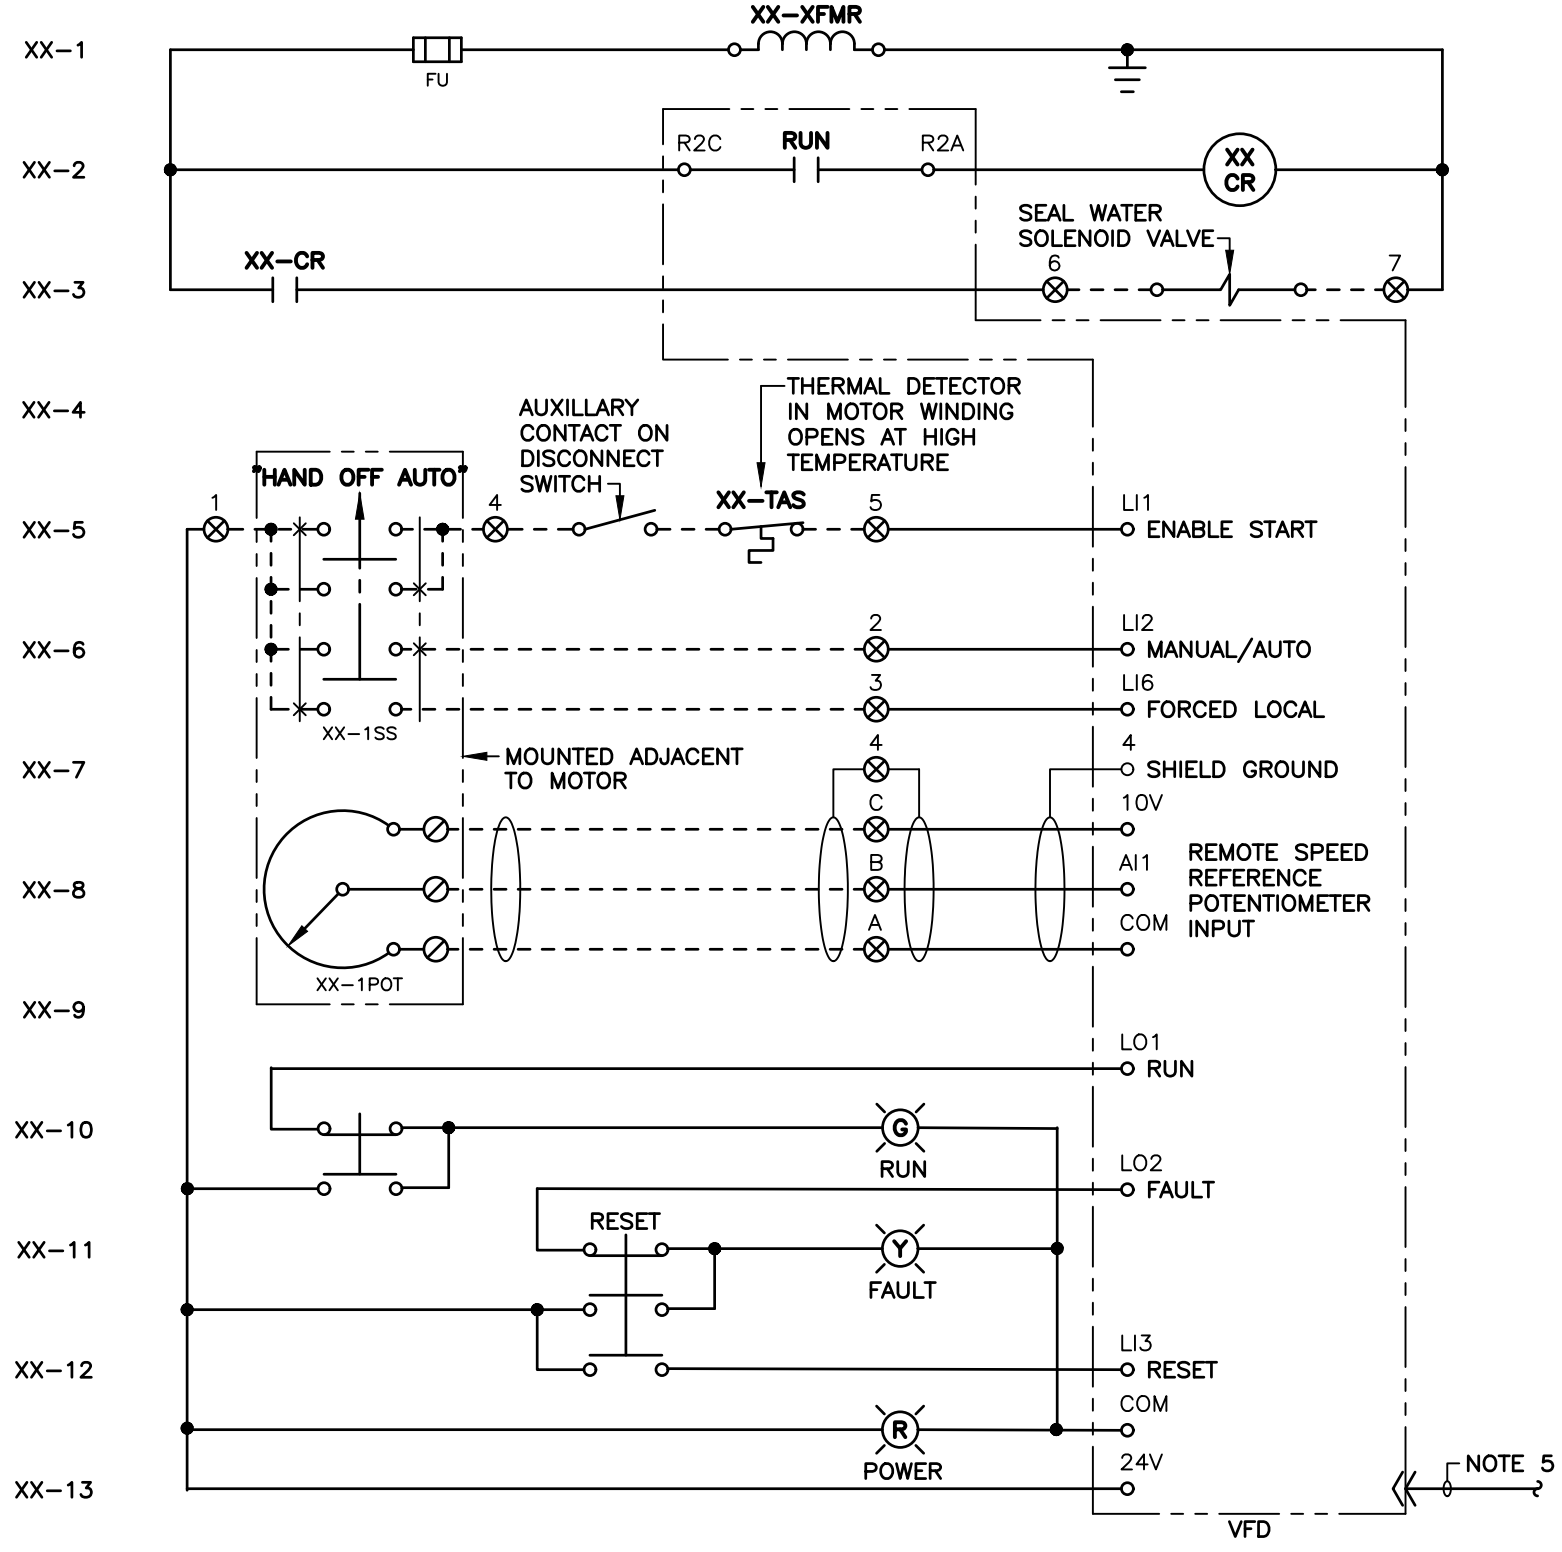 XX-XFMR
XX-1
FU
R2C RUN R2A
XX-2
XX
CR
SEAL WATER
SOLENOID VALVE
XX-CR
6 7
XX-3
THERMAL DETECTOR
IN MOTOR WINDING
OPENS AT HIGH
TEMPERATURE
XX-4
AUXILLARY
CONTACT ON
DISCONNECT
SWITCH
"HAND OFF AUTO"
1 4 XX-TAS 5 LI1
XX-5
ENABLE START
2 LI2
XX-6
MANUAL/AUTO
3 LI6
FORCED LOCAL
XX-1SS
MOUNTED ADJACENT
TO MOTOR
4 4
XX-7
SHIELD GROUND
C 10V
B AI1
XX-8
REMOTE SPEED
REFERENCE
POTENTIOMETER
INPUT
A COM
XX-1POT
XX-9
LO1
RUN
XX-10
G
RUN
LO2
FAULT
RESET
XX-11
Y
FAULT
LI3
XX-12
RESET
COM
R
POWER
24V
XX-13
NOTE 5
VFD